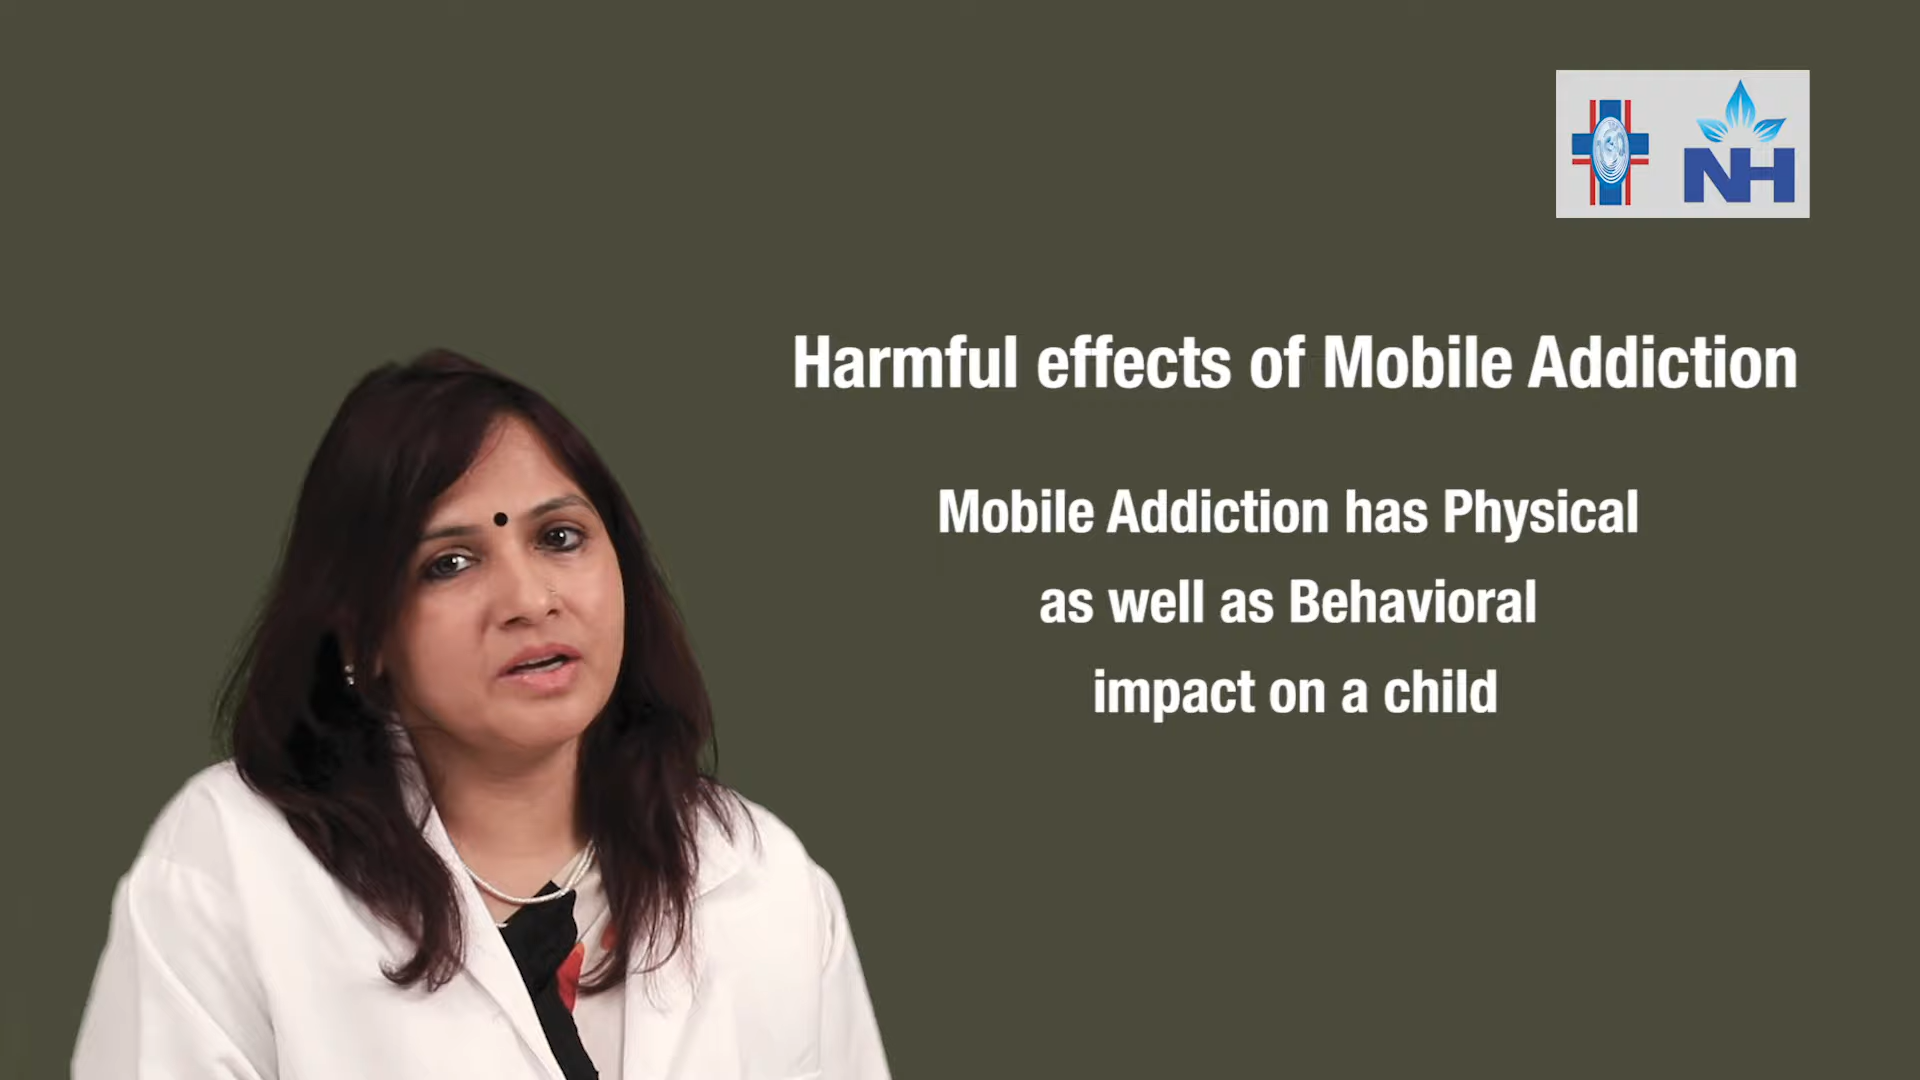 NH
Harmful effects of Mobile Addiction
Mobile Addiction has Physical
as well as Behavioral
impact on a child